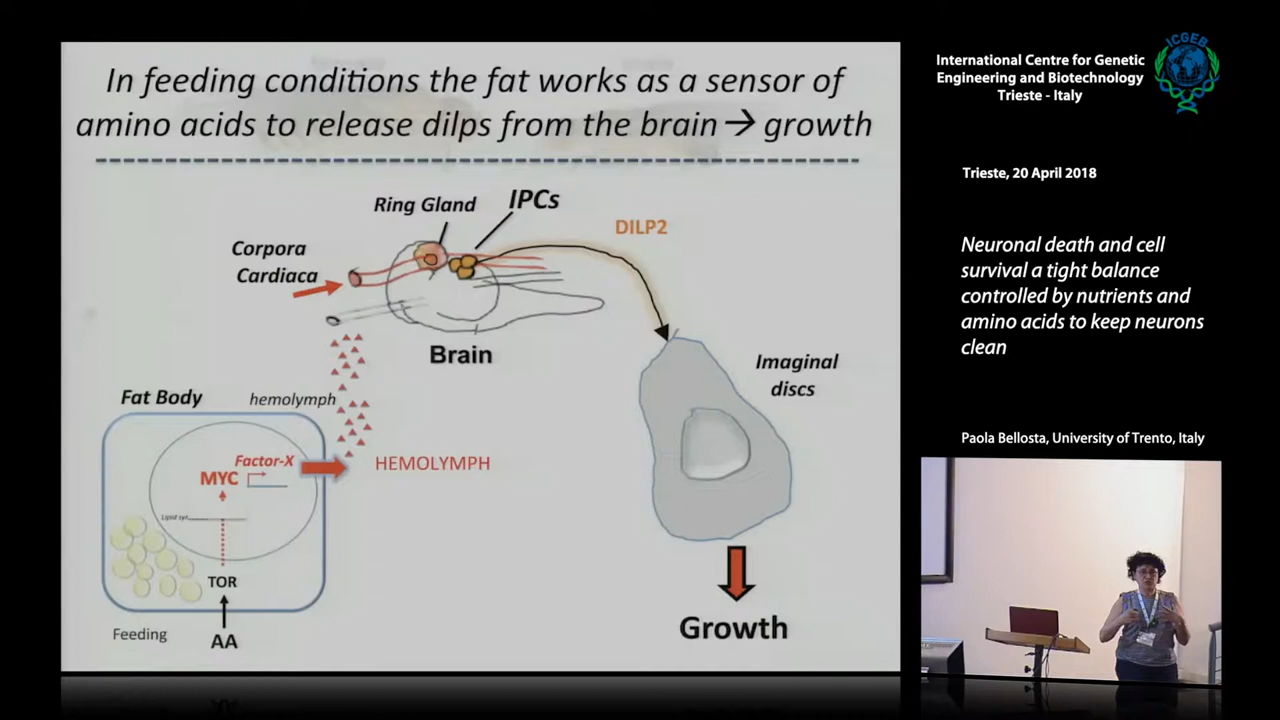 In feeding conditions the fat works as a sensor of
amino acids to release dilps from the brain → growth
Ring Gland
IPCs
DILP2
Corpora
Cardiaca
Brain
Imaginal
discs
Fat Body
hemolymph
Factor-X
MYC
HEMOLYMPH
Lipid syn
TOR
Feeding
AA
Growth
International Centre for Genetic
Engineering and Biotechnology
Trieste - Italy
ICGEB
Trieste, 20 April 2018
Neuronal death and cell
survival a tight balance
controlled by nutrients and
amino acids to keep neurons
clean
Paola Bellosta, University of Trento, Italy